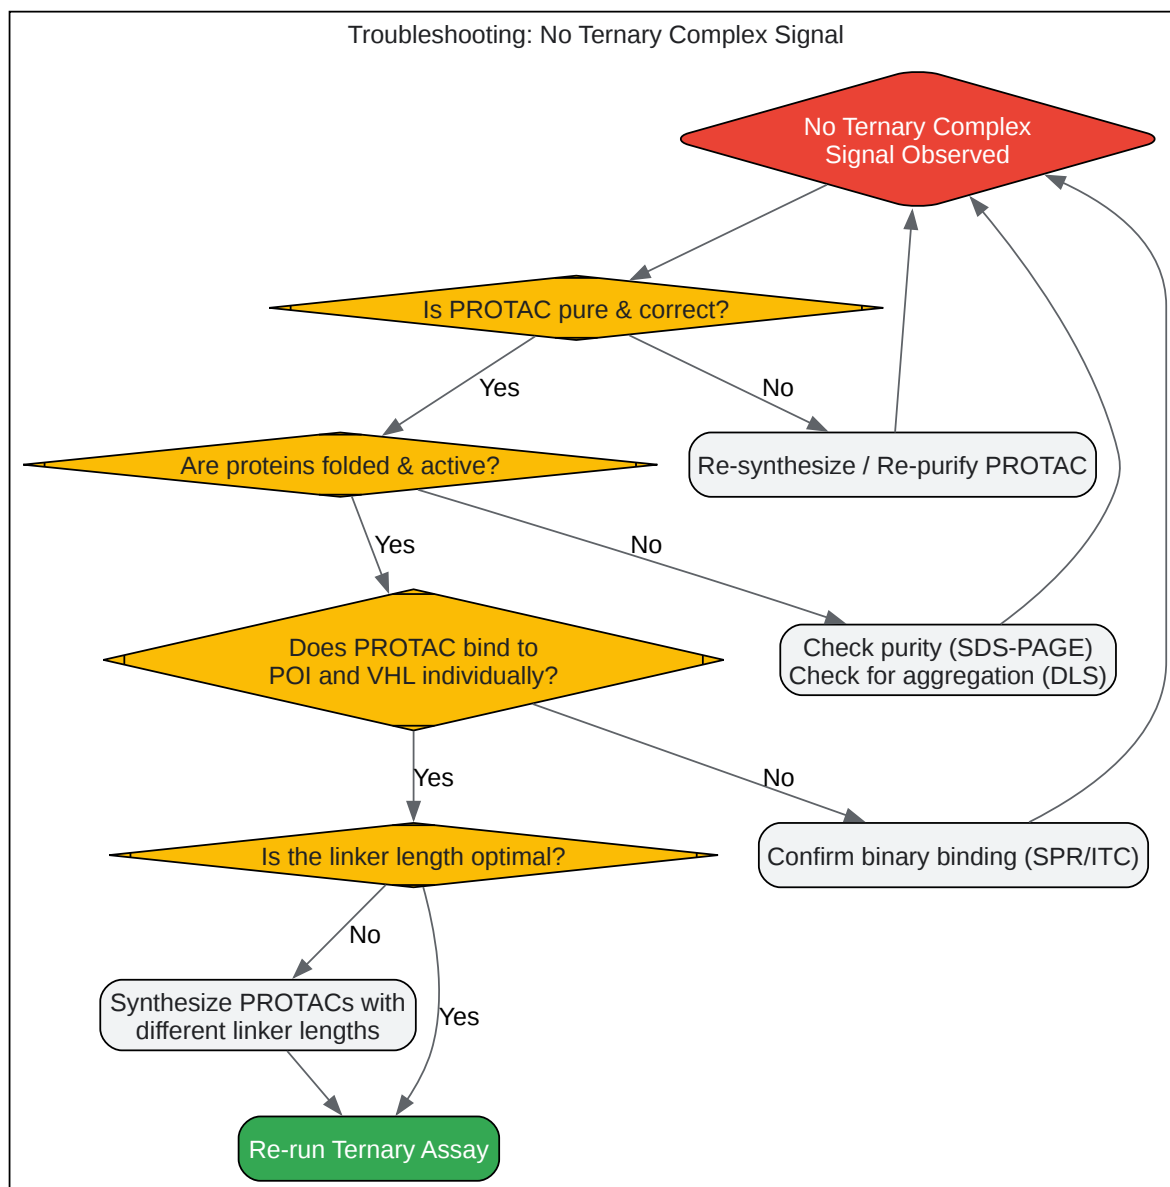 Troubleshooting: No Ternary Complex Signal
No Ternary Complex
Signal Observed
Is PROTAC pure & correct?
Yes
No
Are proteins folded & active?
Re-synthesize / Re-purify PROTAC
Yes
No
Does PROTAC bind to
POI and VHL individually?
Check purity (SDS-PAGE)
Check for aggregation (DLS)
Yes
No
Is the linker length optimal?
Confirm binary binding (SPR/ITC)
No
Synthesize PROTACs with
different linker lengths
Yes
Re-run Ternary Assay